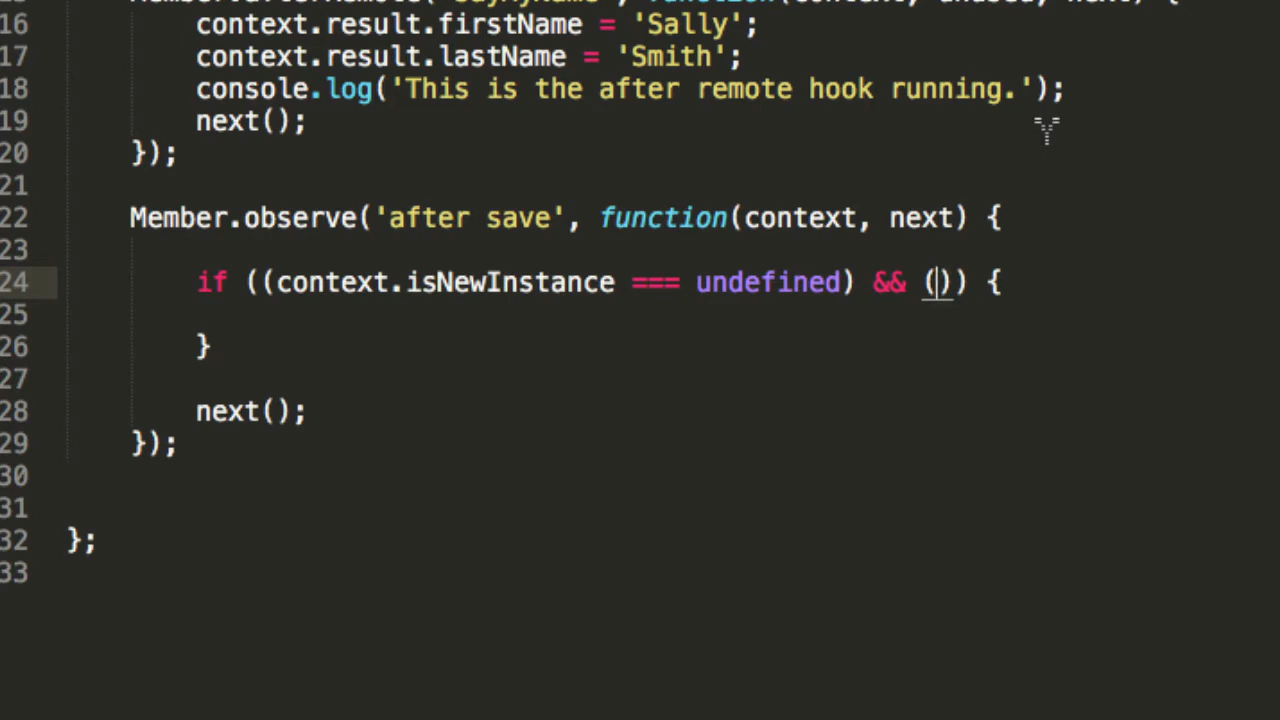 16 context.result.firstName = 'Sally';
17 context.result.lastName = 'Smith';
18 console.log('This is the after remote hook running.');
19 next();
20 });
21
22 Member.observe('after save', function(context, next) {
23
24 if ((context.isNewInstance === undefined) && ()) {
25
26 }
27
28 next();
29 });
30
31
32 };
33